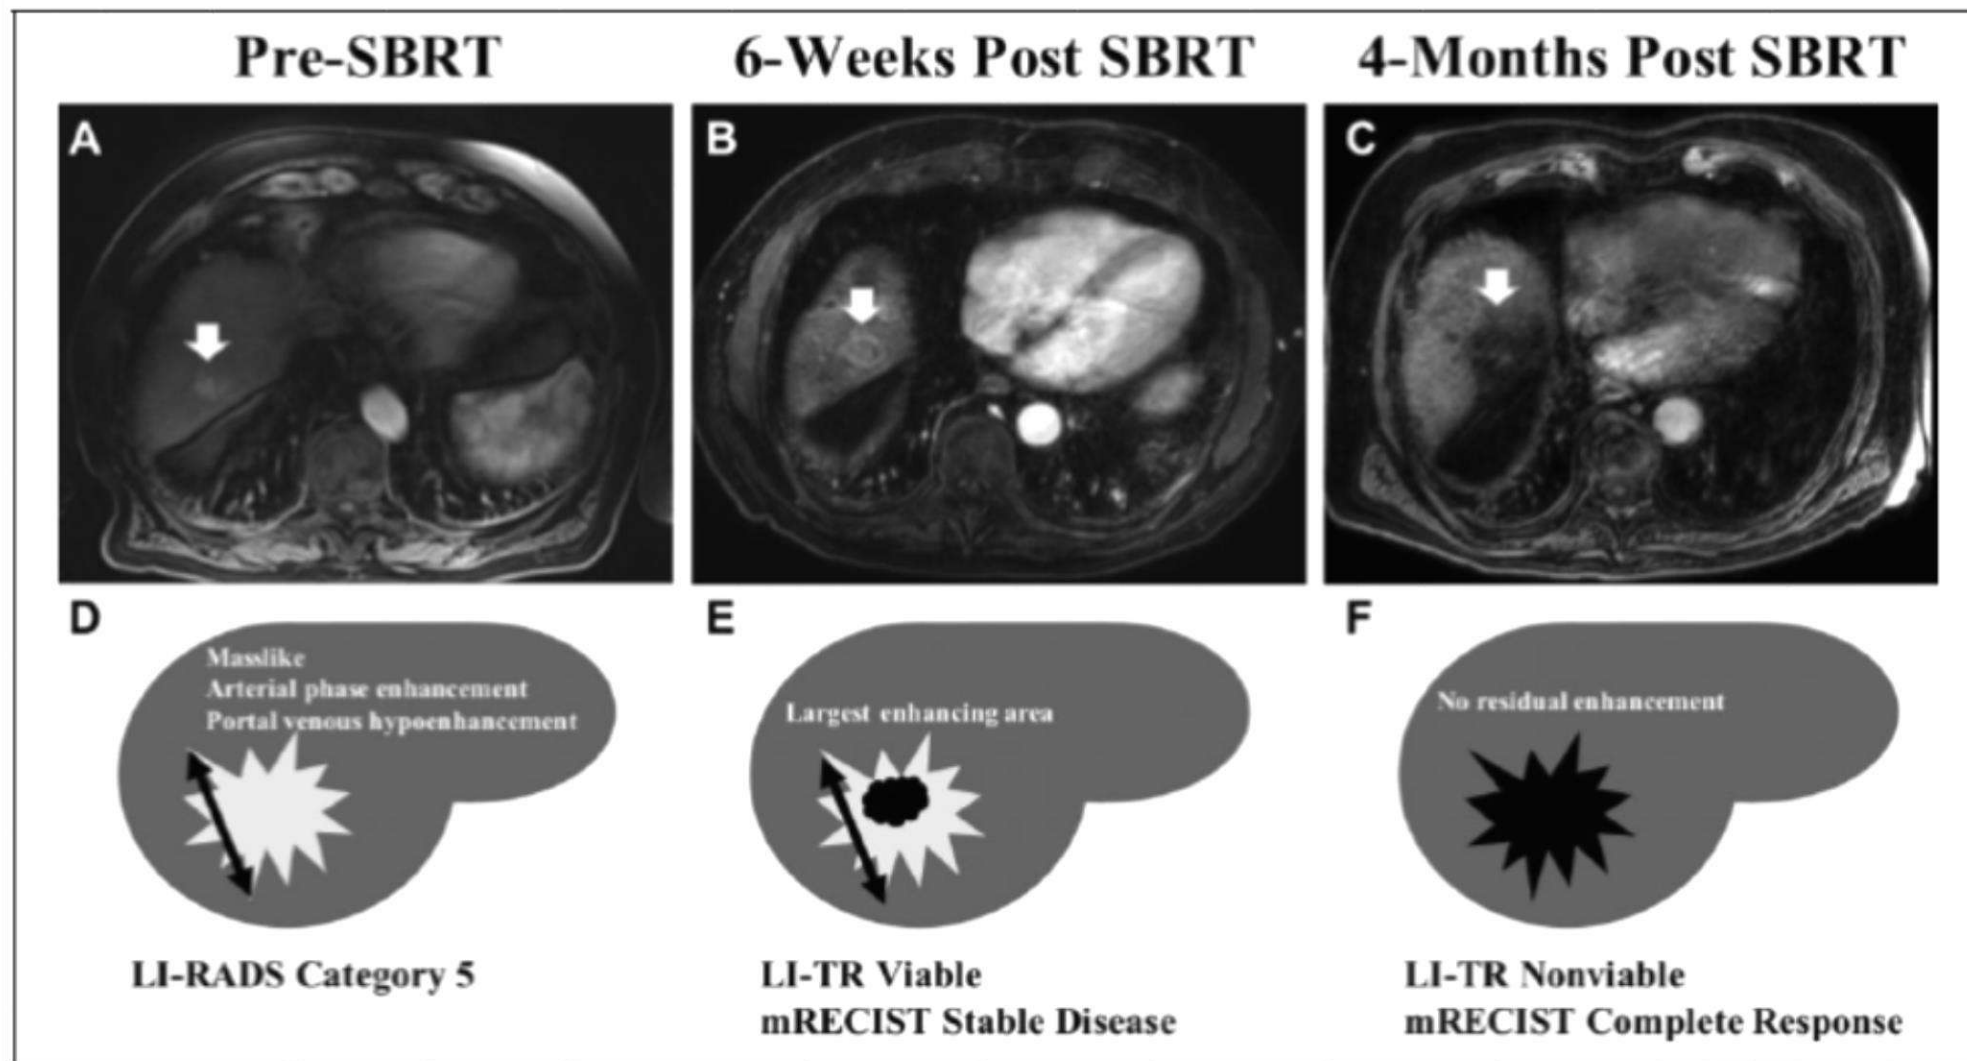 Pre-SBRT
6-Weeks Post SBRT
4-Months Post SBRT
A
B
C
D
Masslike
Arterial phase enhancement
Portal venous hypoenhancement
LI-RADS Category 5
E
Largest enhancing area
LI-TR Viable
mRECIST Stable Disease
F
No residual enhancement
LI-TR Nonviable
mRECIST Complete Response